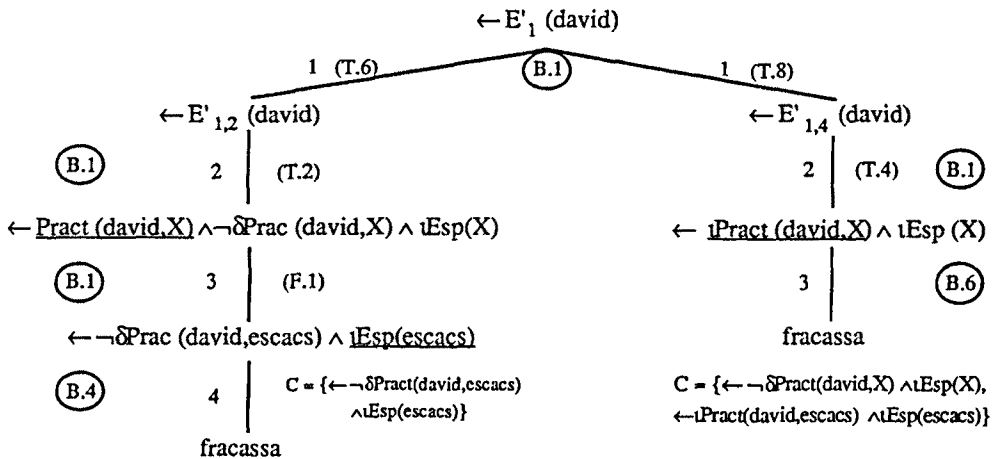 ← E'₁ (david)
1 (T.6) B.1 1 (T.8)
← E'₁,₂ (david) ← E'₁,₄ (david)
B.1 2 (T.2) 2 (T.4) B.1
← Pract (david,X) ∧ ¬δPrac (david,X) ∧ ιEsp(X) ← ιPract (david,X) ∧ ιEsp (X)
B.1 3 (F.1) 3 B.6
← ¬δPrac (david,escacs) ∧ ιEsp(escacs) fracassa
B.4 4 C = {← ¬δPract(david,escacs) C = {← ¬δPract(david,X) ∧ιEsp(X),
∧ιEsp(escacs)} ←ιPract(david,escacs) ∧ιEsp(escacs)}
fracassa